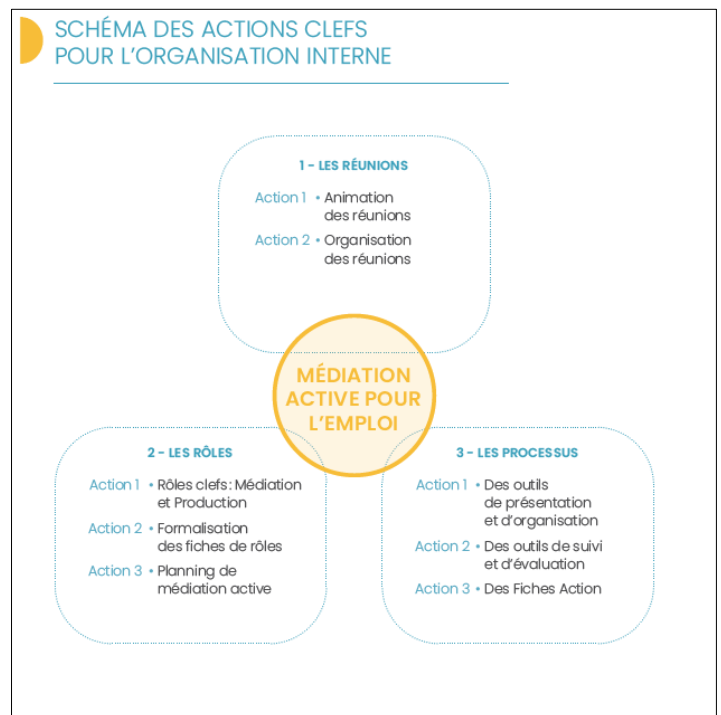 SCHÉMA DES ACTIONS CLEFS
POUR L'ORGANISATION INTERNE
1 - LES RÉUNIONS
Action 1 • Animation
des réunions
Action 2 • Organisation
des réunions
MÉDIATION
ACTIVE POUR
L'EMPLOI
2 - LES RÔLES
Action 1 • Rôles clefs : Médiation
et Production
Action 2 • Formalisation
des fiches de rôles
Action 3 • Planning de
médiation active
3 - LES PROCESSUS
Action 1 • Des outils
de présentation
et d'organisation
Action 2 • Des outils de suivi
et d'évaluation
Action 3 • Des Fiches Action